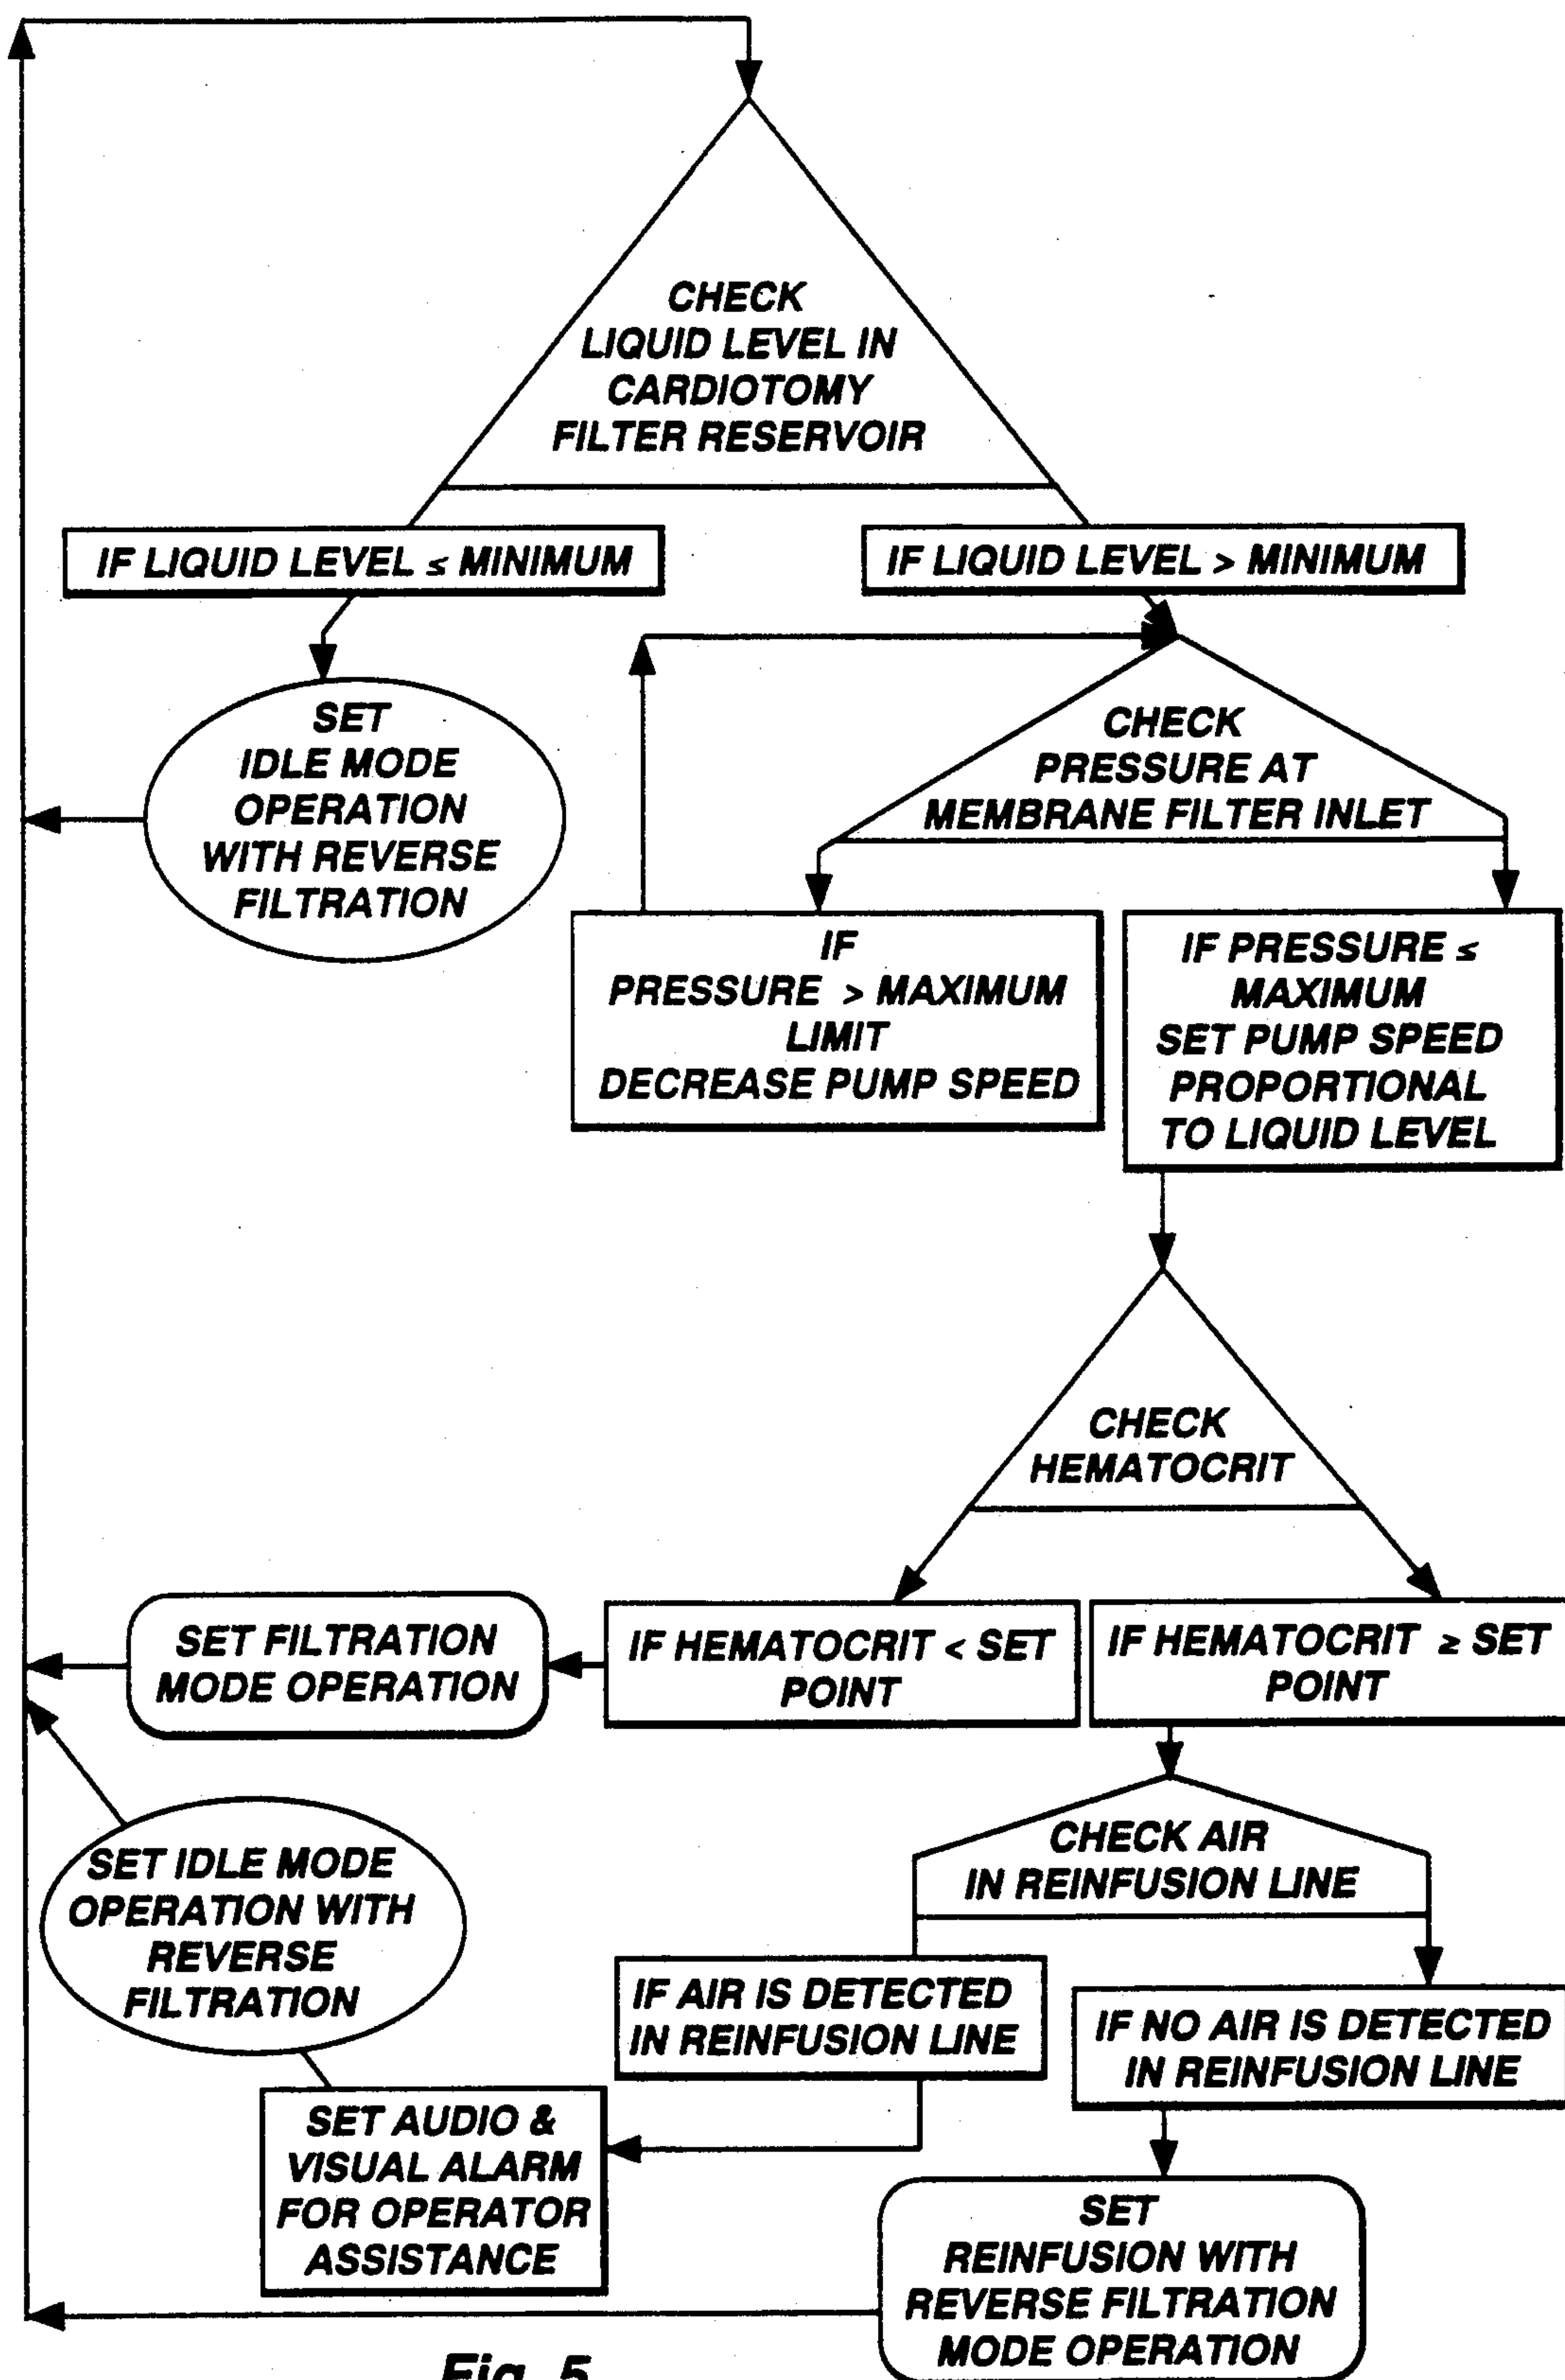 CHECK
LIQUID LEVEL IN
CARDIOTOMY
FILTER RESERVOIR
IF LIQUID LEVEL ≤ MINIMUM
IF LIQUID LEVEL > MINIMUM
SET
IDLE MODE
OPERATION
WITH REVERSE
FILTRATION
CHECK
PRESSURE AT
MEMBRANE FILTER INLET
IF
PRESSURE > MAXIMUM
LIMIT
DECREASE PUMP SPEED
IF PRESSURE ≤
MAXIMUM
SET PUMP SPEED
PROPORTIONAL
TO LIQUID LEVEL
CHECK
HEMATOCRIT
SET FILTRATION
MODE OPERATION
IF HEMATOCRIT < SET
POINT
IF HEMATOCRIT ≥ SET
POINT
CHECK AIR
IN REINFUSION LINE
SET IDLE MODE
OPERATION WITH
REVERSE
FILTRATION
IF AIR IS DETECTED
IN REINFUSION LINE
IF NO AIR IS DETECTED
IN REINFUSION LINE
SET AUDIO &
VISUAL ALARM
FOR OPERATOR
ASSISTANCE
SET
REINFUSION WITH
REVERSE FILTRATION
MODE OPERATION
Fig. 5